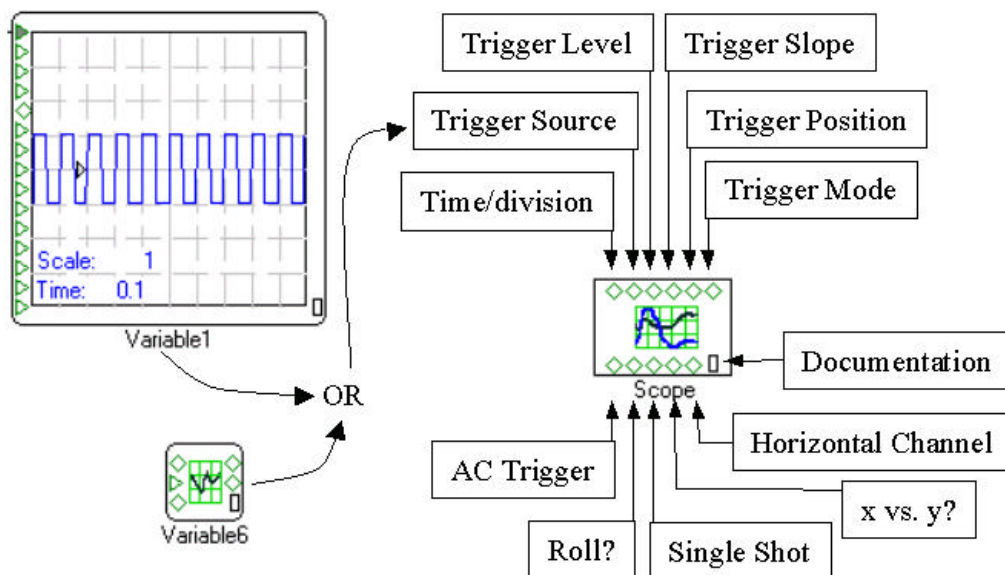 Trigger Level
Trigger Slope
Trigger Source
Trigger Position
Time/division
Trigger Mode
Scale: 1
Time: 0.1
Variable1
OR
Scope
Documentation
AC Trigger
Horizontal Channel
x vs. y?
Variable6
Roll?
Single Shot